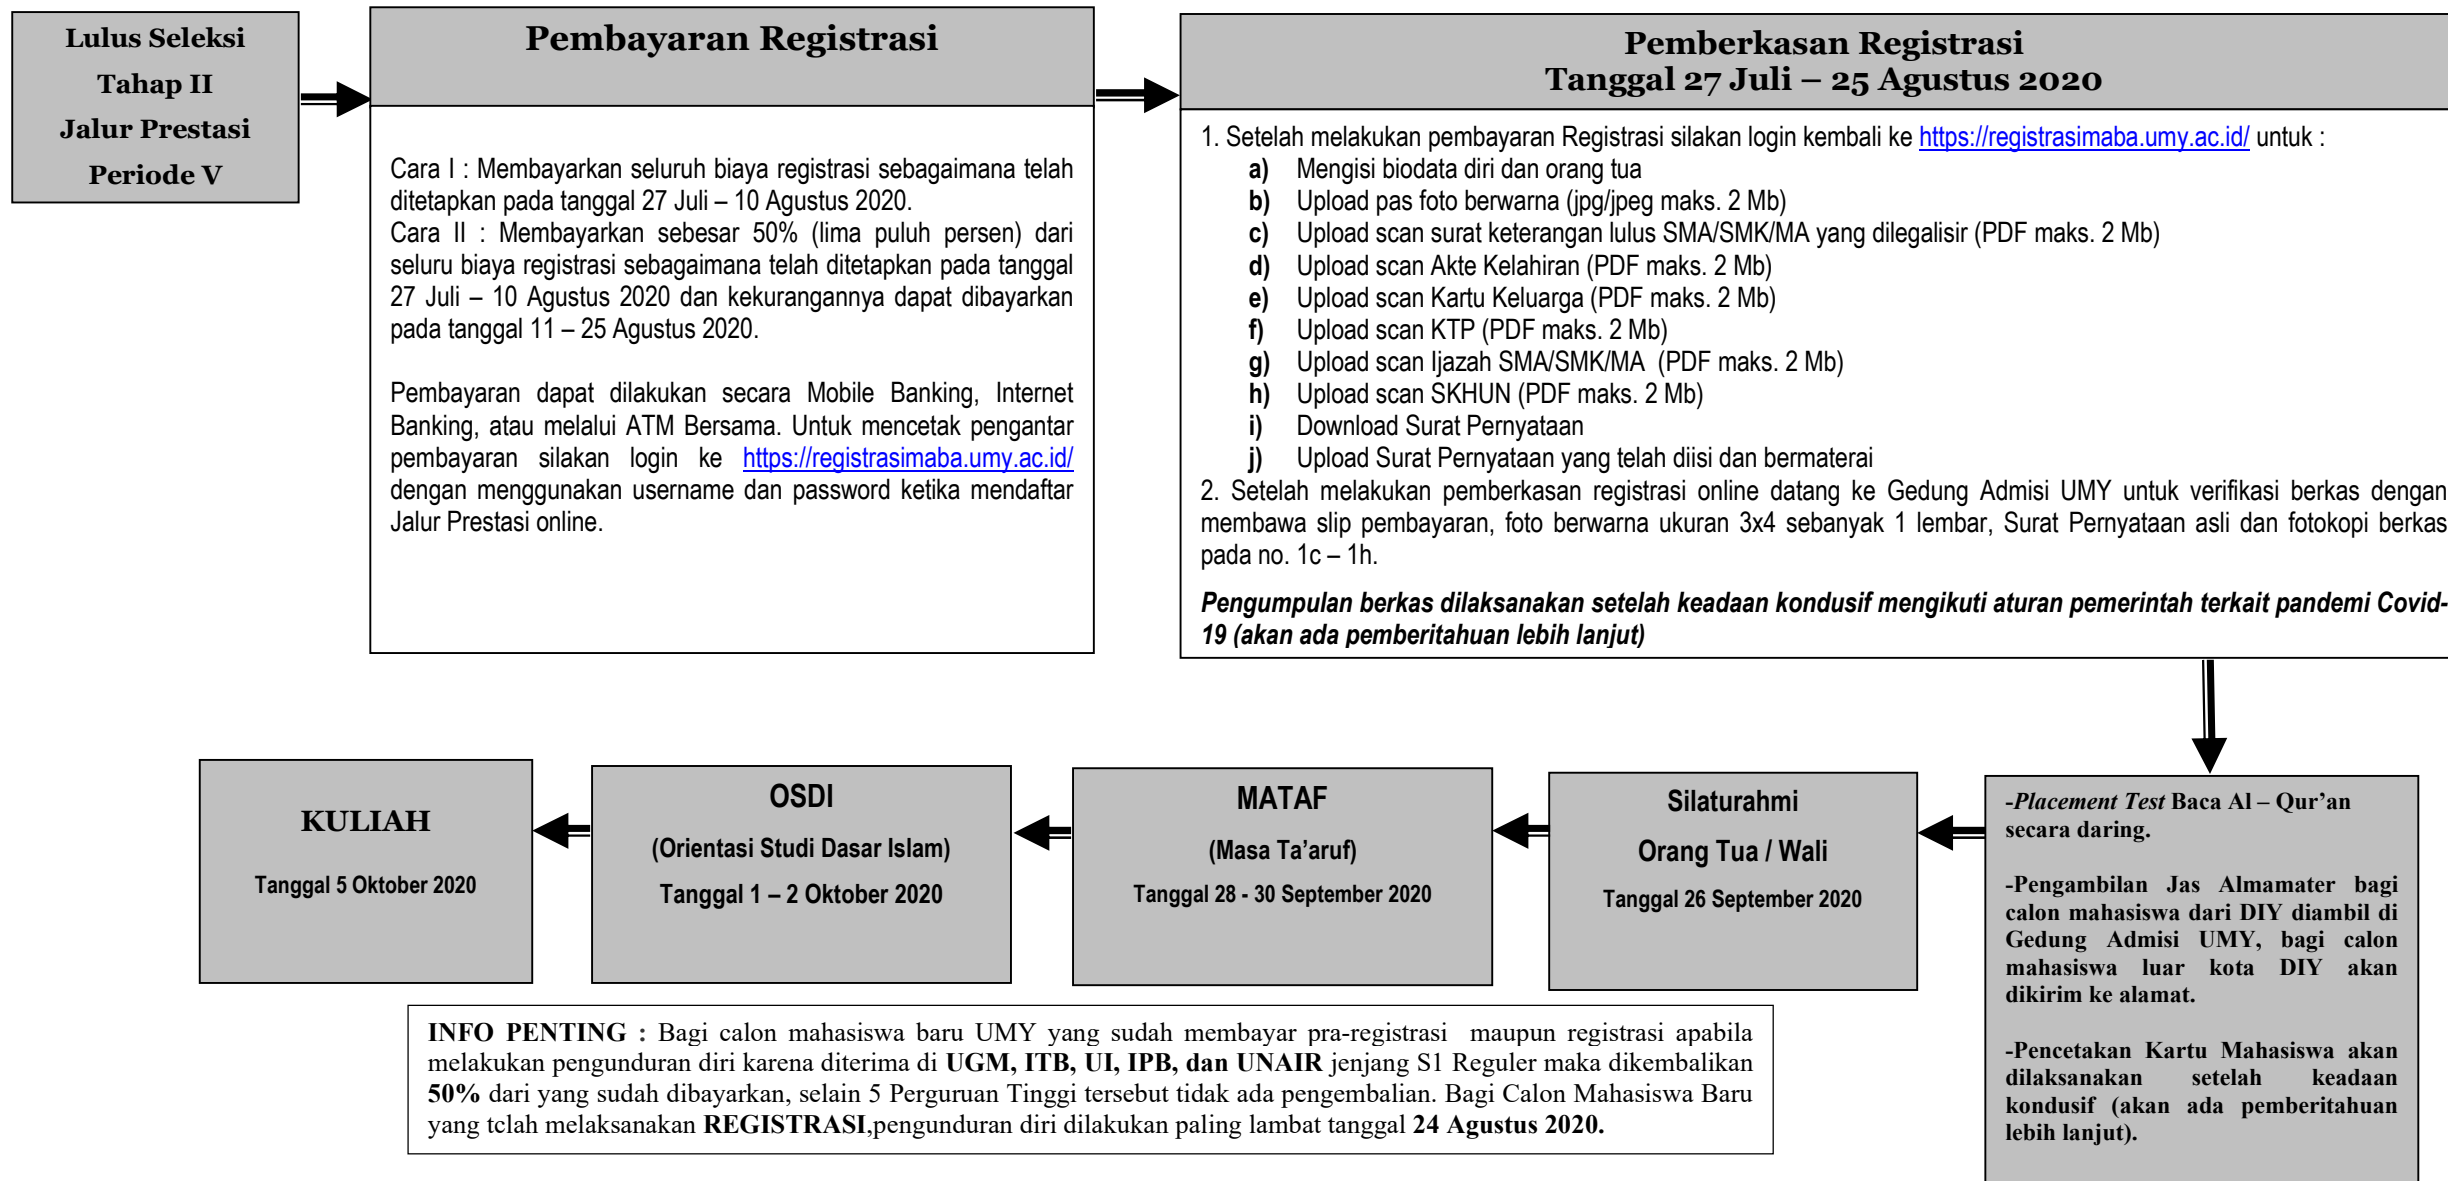 Lulus Seleksi
Tahap II
Jalur Prestasi
Periode V
Pembayaran Registrasi
Cara I : Membayarkan seluruh biaya registrasi sebagaimana telah
ditetapkan pada tanggal 27 Juli – 10 Agustus 2020.
Cara II : Membayarkan sebesar 50% (lima puluh persen) dari
seluru biaya registrasi sebagaimana telah ditetapkan pada tanggal
27 Juli – 10 Agustus 2020 dan kekurangannya dapat dibayarkan
pada tanggal 11 – 25 Agustus 2020.
Pembayaran dapat dilakukan secara Mobile Banking, Internet
Banking, atau melalui ATM Bersama. Untuk mencetak pengantar
pembayaran silakan login ke https://registrasimaba.umy.ac.id/
dengan menggunakan username dan password ketika mendaftar
Jalur Prestasi online.
Pemberkasan Registrasi
Tanggal 27 Juli – 25 Agustus 2020
1. Setelah melakukan pembayaran Registrasi silakan login kembali ke https://registrasimaba.umy.ac.id/ untuk :
a) Mengisi biodata diri dan orang tua
b) Upload pas foto berwarna (jpg/jpeg maks. 2 Mb)
c) Upload scan surat keterangan lulus SMA/SMK/MA yang dilegalisir (PDF maks. 2 Mb)
d) Upload scan Akte Kelahiran (PDF maks. 2 Mb)
e) Upload scan Kartu Keluarga (PDF maks. 2 Mb)
f) Upload scan KTP (PDF maks. 2 Mb)
g) Upload scan Ijazah SMA/SMK/MA (PDF maks. 2 Mb)
h) Upload scan SKHUN (PDF maks. 2 Mb)
i) Download Surat Pernyataan
j) Upload Surat Pernyataan yang telah diisi dan bermaterai
2. Setelah melakukan pemberkasan registrasi online datang ke Gedung Admisi UMY untuk verifikasi berkas dengan
membawa slip pembayaran, foto berwarna ukuran 3x4 sebanyak 1 lembar, Surat Pernyataan asli dan fotokopi berkas
pada no. 1c – 1h.
Pengumpulan berkas dilaksanakan setelah keadaan kondusif mengikuti aturan pemerintah terkait pandemi Covid-
19 (akan ada pemberitahuan lebih lanjut)
-Placement Test Baca Al – Qur’an
secara daring.
-Pengambilan Jas Almamater bagi
calon mahasiswa dari DIY diambil di
Gedung Admisi UMY, bagi calon
mahasiswa luar kota DIY akan
dikirim ke alamat.
-Pencetakan Kartu Mahasiswa akan
dilaksanakan setelah keadaan
kondusif (akan ada pemberitahuan
lebih lanjut).
Silaturahmi
Orang Tua / Wali
Tanggal 26 September 2020
MATAF
(Masa Ta’aruf)
Tanggal 28 - 30 September 2020
OSDI
(Orientasi Studi Dasar Islam)
Tanggal 1 – 2 Oktober 2020
KULIAH
Tanggal 5 Oktober 2020
INFO PENTING : Bagi calon mahasiswa baru UMY yang sudah membayar pra-registrasi maupun registrasi apabila
melakukan pengunduran diri karena diterima di UGM, ITB, UI, IPB, dan UNAIR jenjang S1 Reguler maka dikembalikan
50% dari yang sudah dibayarkan, selain 5 Perguruan Tinggi tersebut tidak ada pengembalian. Bagi Calon Mahasiswa Baru
yang tclah melaksanakan REGISTRASI,pengunduran diri dilakukan paling lambat tanggal 24 Agustus 2020.